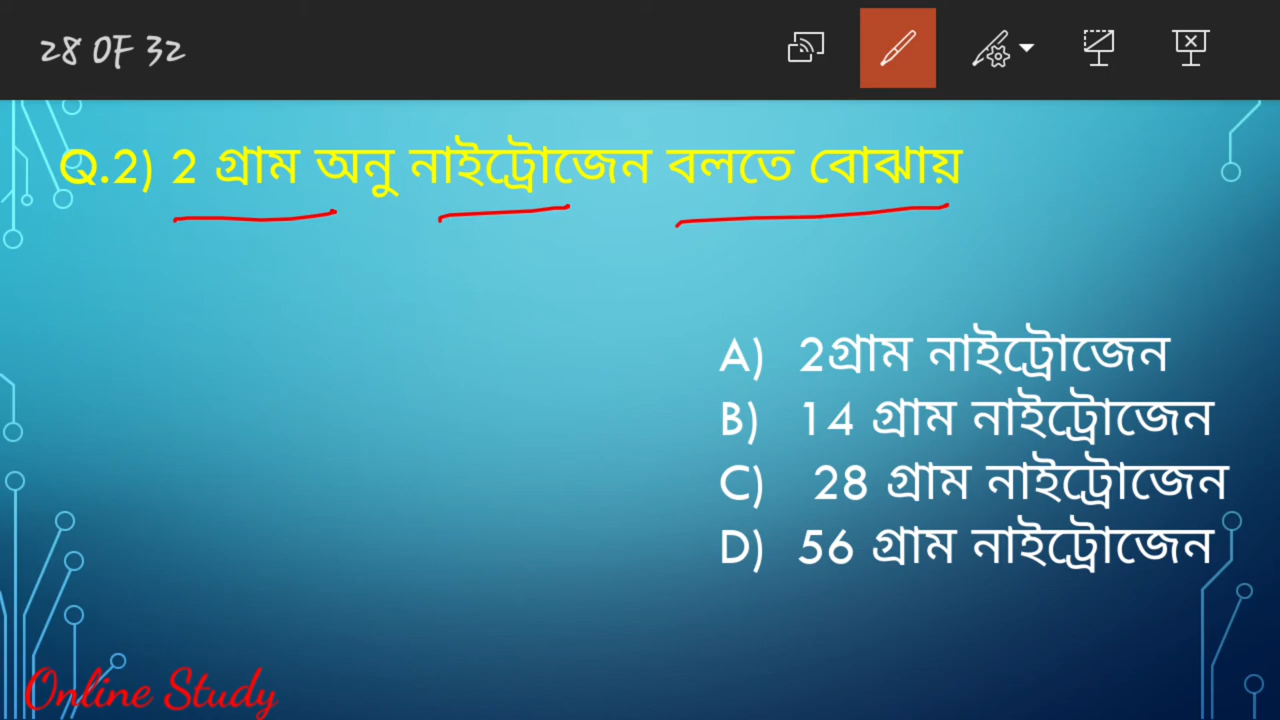 28 OF 32
Q.2) 2 গ্রাম অনু নাইট্রোজেন বলতে বোঝায়
A) 2গ্রাম নাইট্রোজেন
B) 14 গ্রাম নাইট্রোজেন
C) 28 গ্রাম নাইট্রোজেন
D) 56 গ্রাম নাইট্রোজেন
Online Study